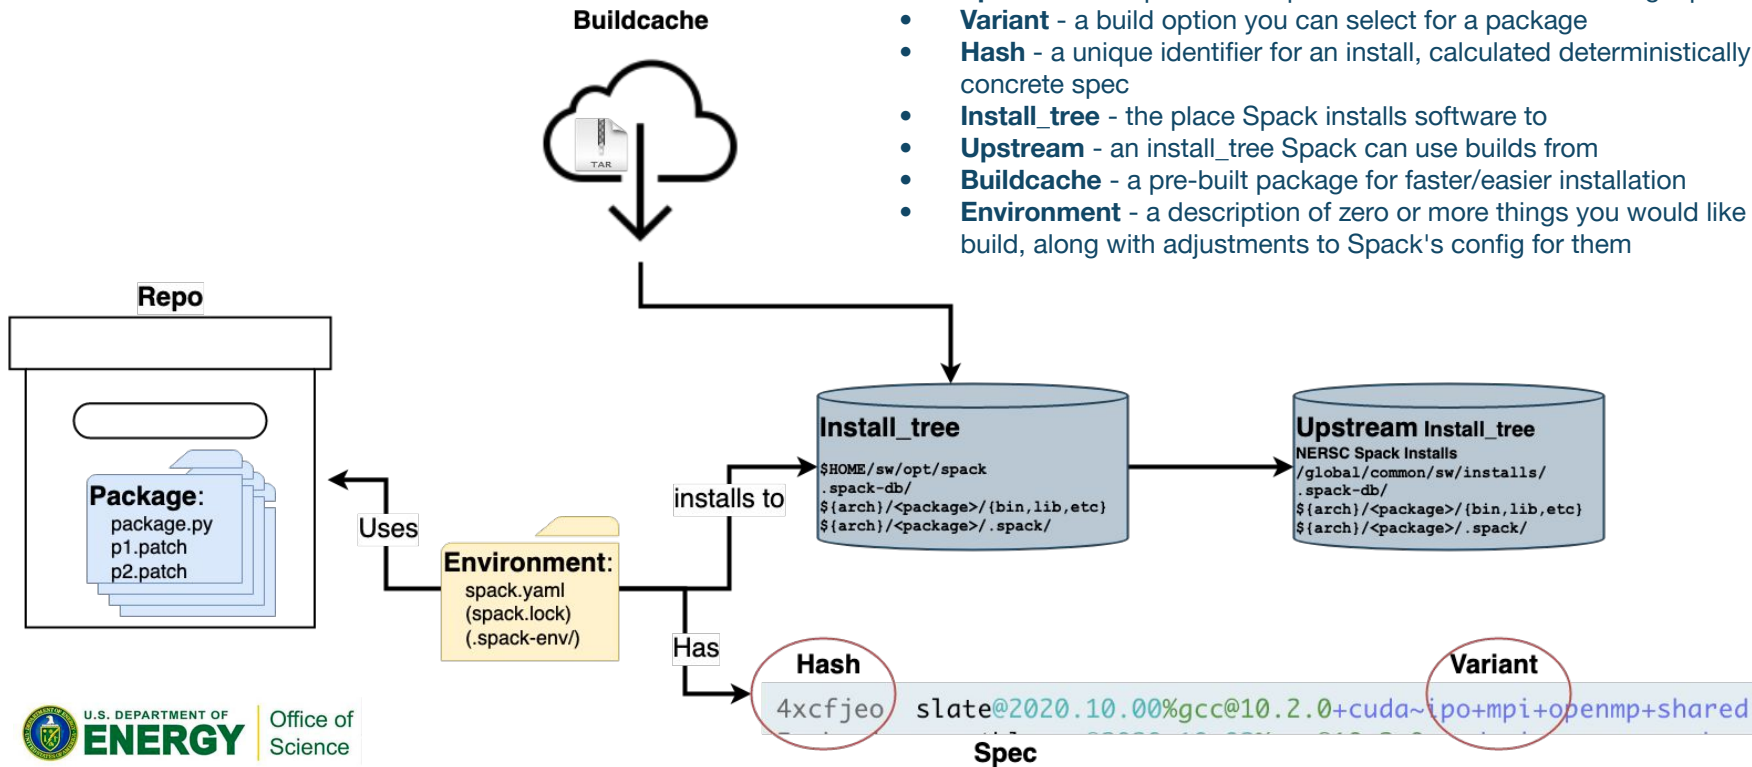 Buildcache
TAR
• Variant - a build option you can select for a package
• Hash - a unique identifier for an install, calculated deterministically
concrete spec
• Install_tree - the place Spack installs software to
• Upstream - an install_tree Spack can use builds from
• Buildcache - a pre-built package for faster/easier installation
• Environment - a description of zero or more things you would like
build, along with adjustments to Spack's config for them
Repo
Package:
package.py
p1.patch
p2.patch
Uses
Environment:
spack.yaml
(spack.lock)
(.spack-env/)
installs to
Has
Install_tree
$HOME/sw/opt/spack
.spack-db/
${arch}/<package>/{bin,lib,etc}
${arch}/<package>/.spack/
Upstream Install_tree
NERSC Spack Installs
/global/common/sw/installs/
.spack-db/
${arch}/<package>/{bin,lib,etc}
${arch}/<package>/.spack/
Hash
Variant
4xcfjeo slate@2020.10.00%gcc@10.2.0+cuda~ipo+mpi+openmp+shared
Spec
U.S. DEPARTMENT OF
ENERGY
Office of
Science